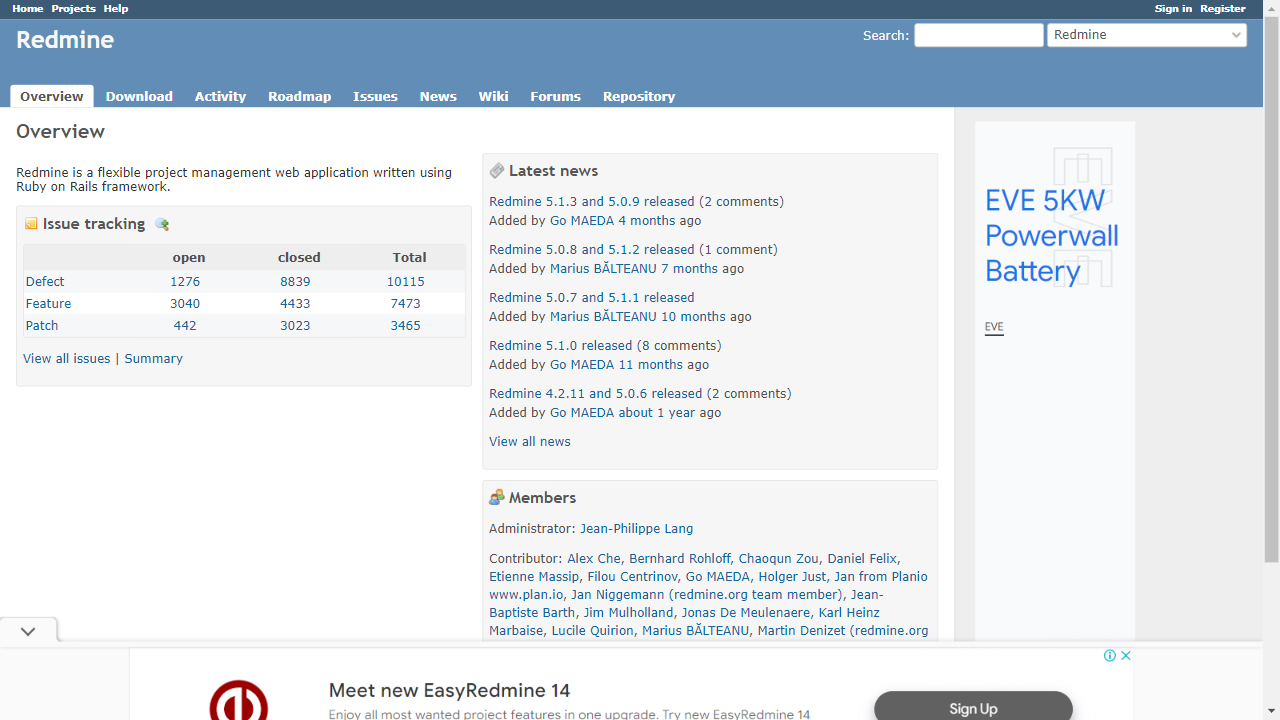 Home Projects Help
Sign in Register
Redmine
Search:
Redmine
Overview Download Activity Roadmap Issues News Wiki Forums Repository
Overview
Redmine is a flexible project management web application written using
Ruby on Rails framework.
Issue tracking
open closed Total
Defect 1276 8839 10115
Feature 3040 4433 7473
Patch 442 3023 3465
View all issues | Summary
Latest news
Redmine 5.1.3 and 5.0.9 released (2 comments)
Added by Go MAEDA 4 months ago
Redmine 5.0.8 and 5.1.2 released (1 comment)
Added by Marius BĂLTEANU 7 months ago
Redmine 5.0.7 and 5.1.1 released
Added by Marius BĂLTEANU 10 months ago
Redmine 5.1.0 released (8 comments)
Added by Go MAEDA 11 months ago
Redmine 4.2.11 and 5.0.6 released (2 comments)
Added by Go MAEDA about 1 year ago
View all news
Members
Administrator: Jean-Philippe Lang
Contributor: Alex Che, Bernhard Rohloff, Chaoqun Zou, Daniel Felix,
Etienne Massip, Filou Centrinov, Go MAEDA, Holger Just, Jan from Planio
www.plan.io, Jan Niggemann (redmine.org team member), Jean-
Baptiste Barth, Jim Mulholland, Jonas De Meulenaere, Karl Heinz
Marbaise, Lucile Quirion, Marius BĂLTEANU, Martin Denizet (redmine.org
EVE
EVE 5KW
Powerwall
Battery
EVE
Meet new EasyRedmine 14
Enjoy all most wanted project features in one upgrade. Try new EasyRedmine 14
Sign Up